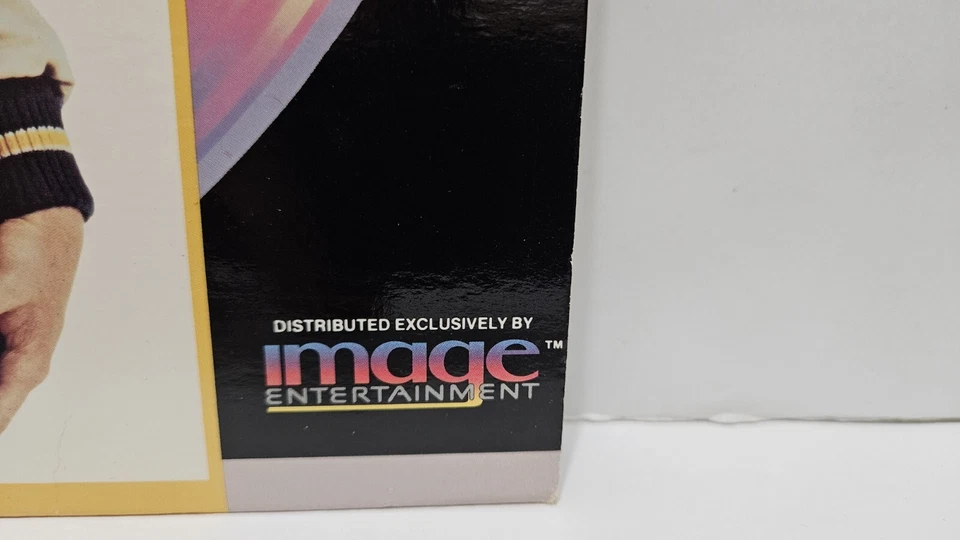 DISTRIBUTED EXCLUSIVELY BY
image™
ENTERTAINMENT